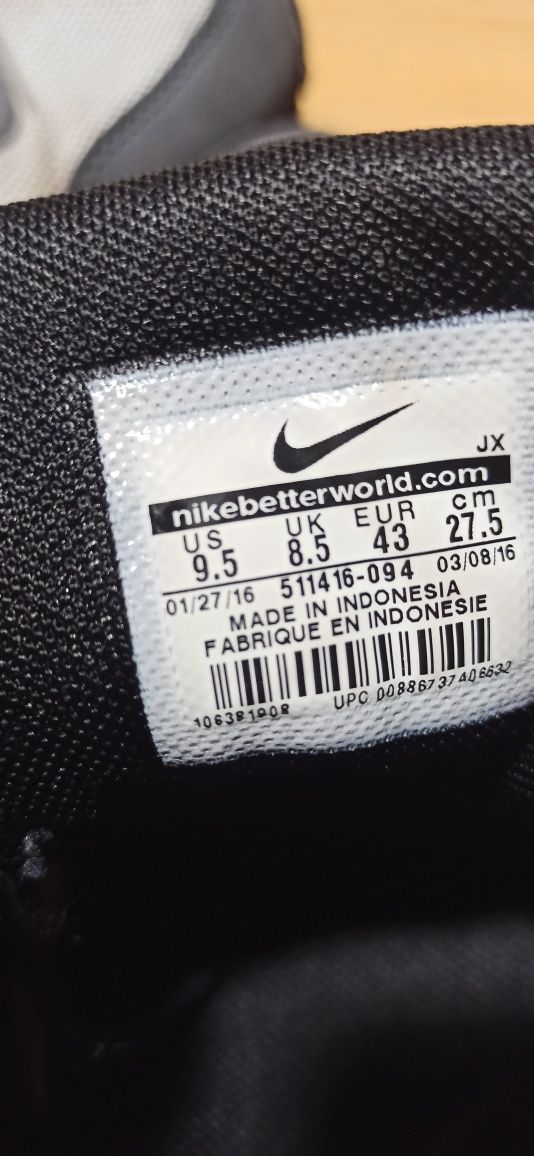 JX
nikebetterworld.com
US UK EUR cm
9.5 8.5 43 27.5
01/27/16 511416-094 03/08/16
MADE IN INDONESIA
FABRIQUE EN INDONESIE
106381908 UPC 00886737406632